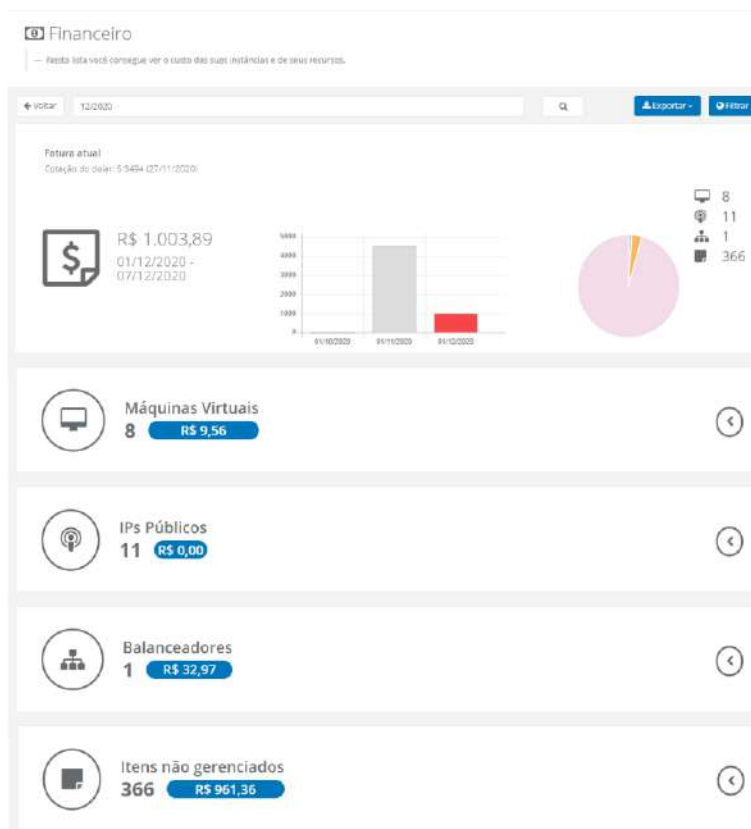 Financeiro
— Nesta lista você consegue ver o custo das suas instâncias e de seus recursos.
Voltar
12/2020
Exportar
Filtrar
Fatura atual
Cotação do dolar: 5.3494 (27/11/2020)
R$ 1.003,89
01/12/2020 -
07/12/2020
5000
4000
3000
2000
1000
0
01/10/2020
01/11/2020
01/12/2020
8
11
1
366
Máquinas Virtuais
8
R$ 9,56
IPs Públicos
11
R$ 0,00
Balanceadores
1
R$ 32,97
Itens não gerenciados
366
R$ 961,36